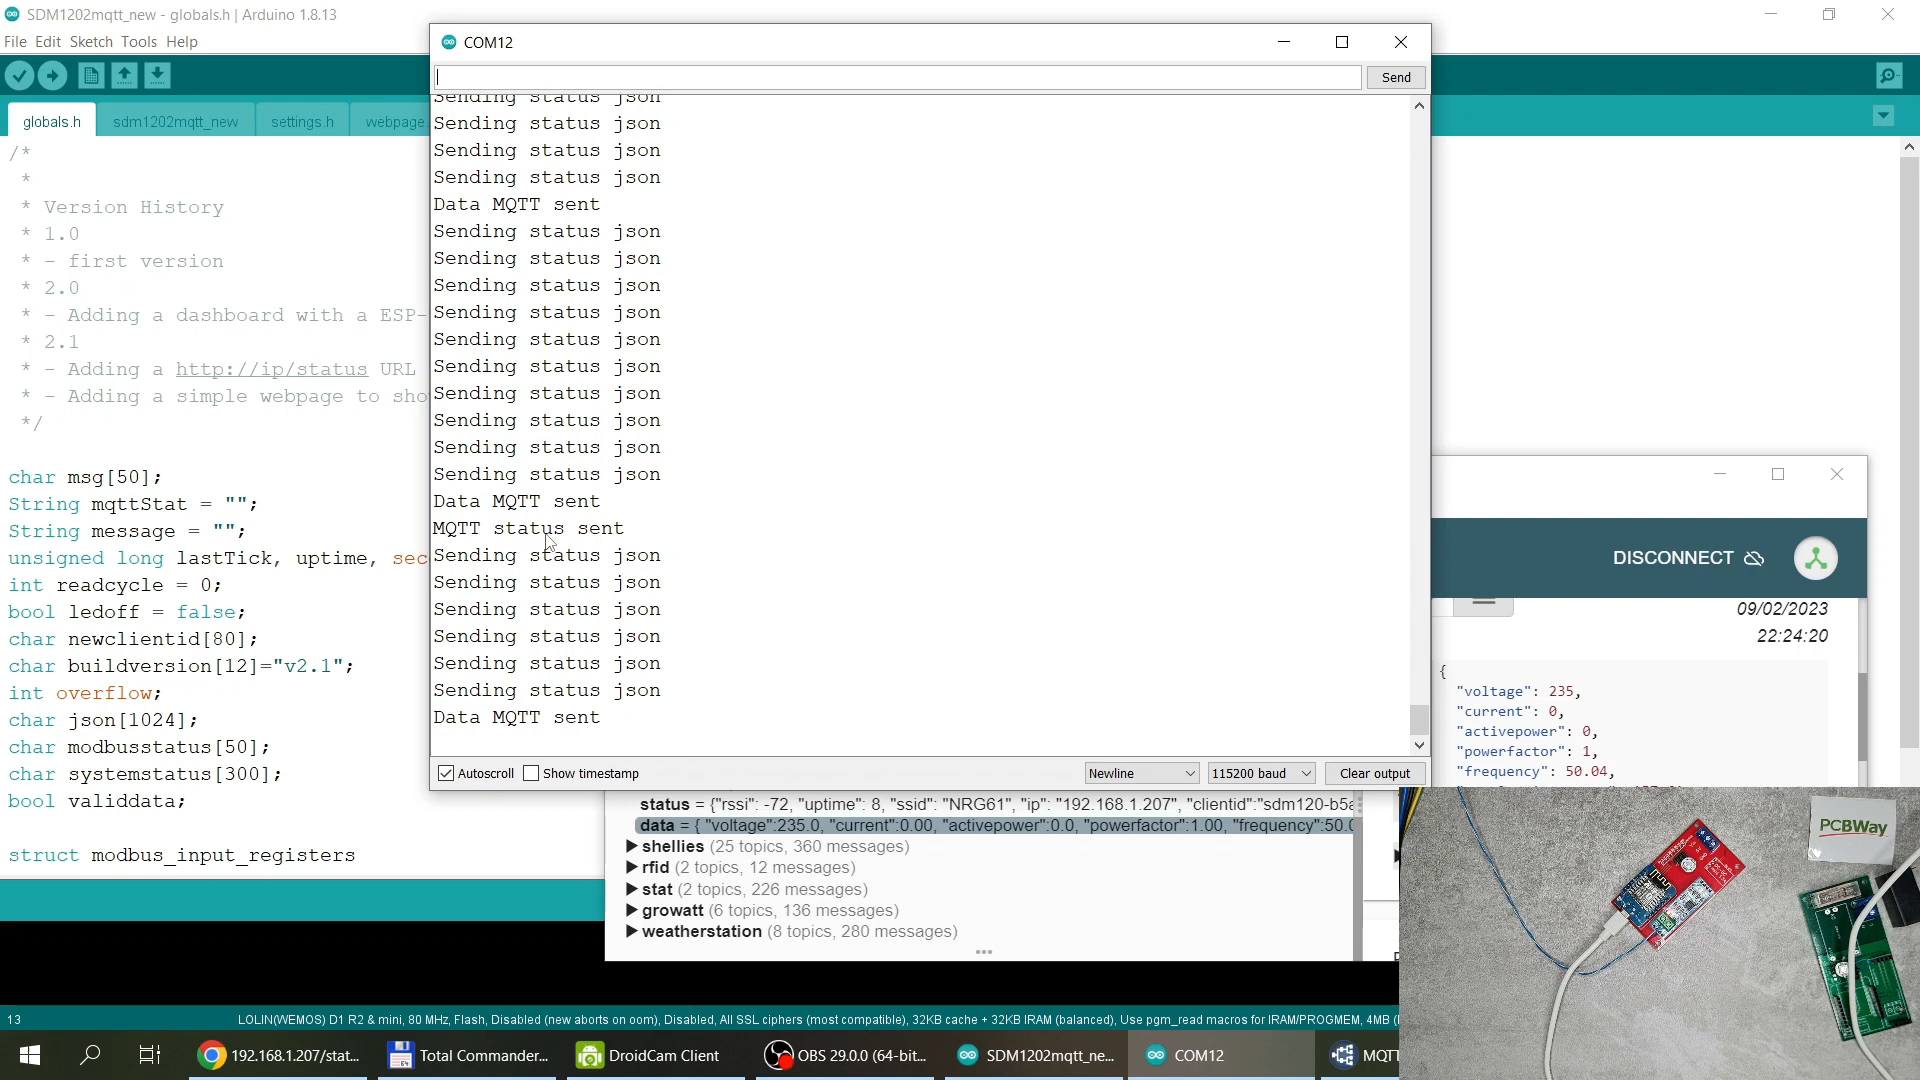 SDM1202mqtt_new - globals.h | Arduino 1.8.13
File Edit Sketch Tools Help
globals.h
sdm1202mqtt_new
settings.h
webpage
/*
*
* Version History
* 1.0
* - first version
* 2.0
* - Adding a dashboard with a ESP-
* 2.1
* - Adding a http://ip/status URL
* - Adding a simple webpage to sho
*/
char msg[50];
String mqttStat = "";
String message = "";
unsigned long lastTick, uptime, sec
int readcycle = 0;
bool ledoff = false;
char newclientid[80];
char buildversion[12]="v2.1";
int overflow;
char json[1024];
char modbusstatus[50];
char systemstatus[300];
bool validdata;
struct modbus_input_registers
COM12
Send
Sending status json
Sending status json
Sending status json
Sending status json
Data MQTT sent
Sending status json
Sending status json
Sending status json
Sending status json
Sending status json
Sending status json
Sending status json
Sending status json
Sending status json
Sending status json
Data MQTT sent
MQTT status sent
Sending status json
Sending status json
Sending status json
Sending status json
Sending status json
Sending status json
Data MQTT sent
Autoscroll
Show timestamp
Newline
115200 baud
Clear output
DISCONNECT
09/02/2023
22:24:20
{
"voltage": 235,
"current": 0,
"activepower": 0,
"powerfactor": 1,
"frequency": 50.04,
status = {"rssi": -72, "uptime": 8, "ssid": "NRG61", "ip": "192.168.1.207", "clientid":"sdm120-b5a
data = { "voltage":235.0, "current":0.00, "activepower":0.0, "powerfactor":1.00, "frequency":50.0
shellies (25 topics, 360 messages)
rfid (2 topics, 12 messages)
stat (2 topics, 226 messages)
growatt (6 topics, 136 messages)
weatherstation (8 topics, 280 messages)
PCBWay
13
LOLIN(WEMOS) D1 R2 & mini, 80 MHz, Flash, Disabled (new aborts on oom), Disabled, All SSL ciphers (most compatible), 32KB cache + 32KB IRAM (balanced), Use pgm_read macros for IRAM/PROGMEM, 4MB (
192.168.1.207/stat...
Total Commander...
DroidCam Client
OBS 29.0.0 (64-bit...
SDM1202mqtt_ne...
COM12
MQTT